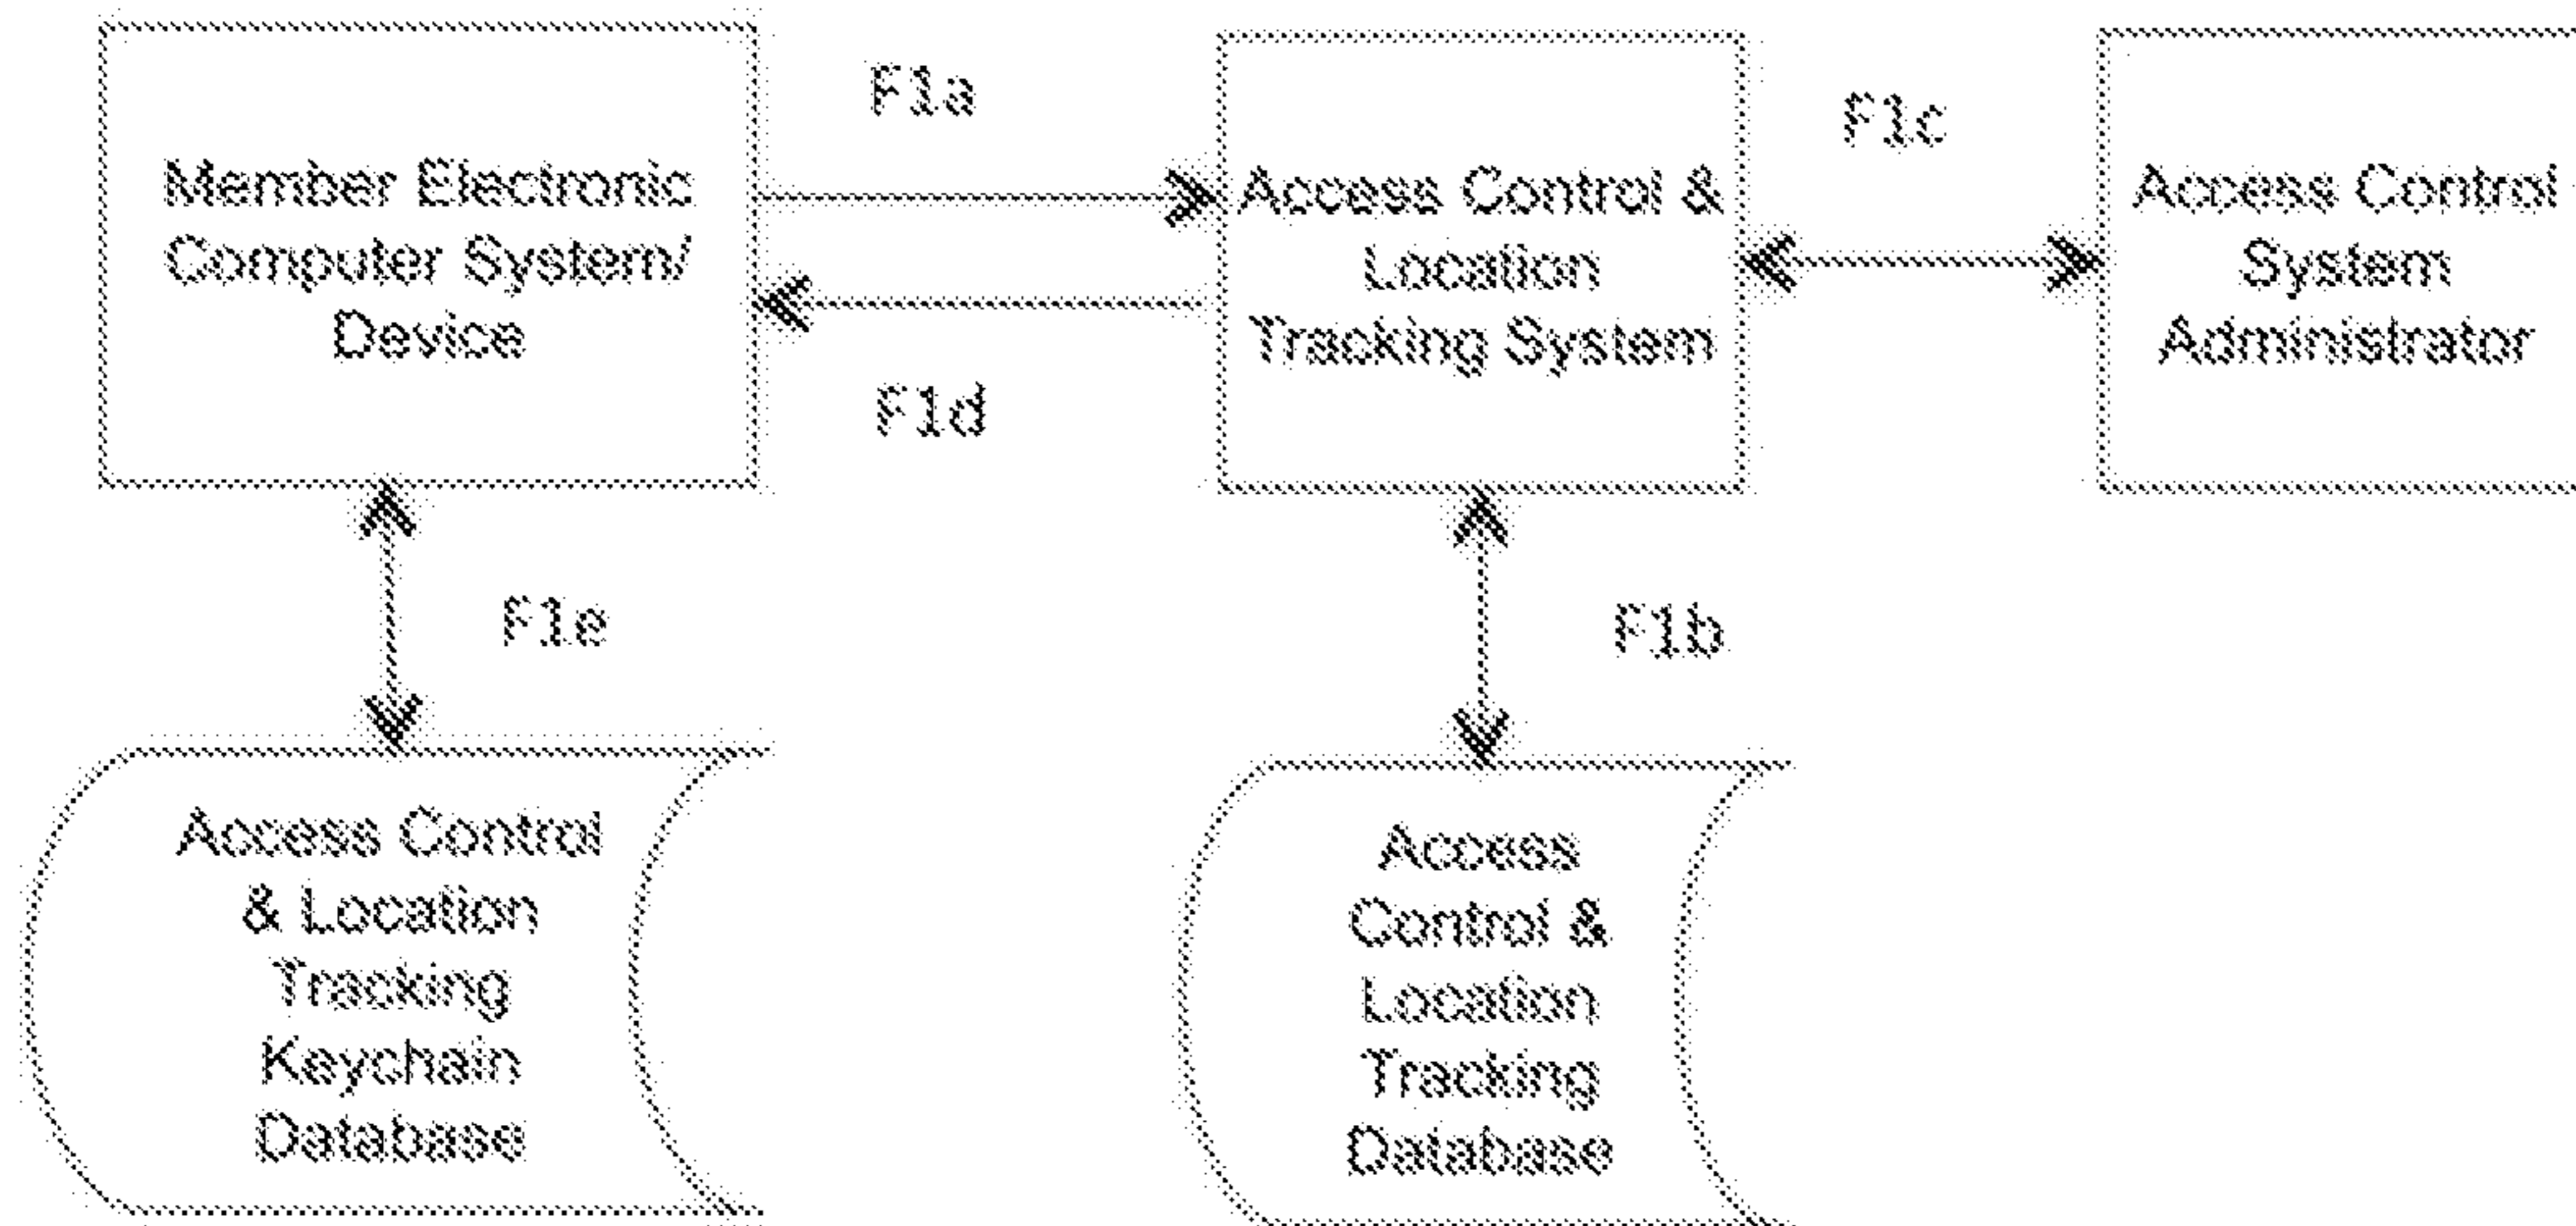 Member Electronic
Computer System/
Device
F1a
F1d
Access Control &
Location
Tracking System
F1c
Access Control
System
Administrator
F1e
F1b
Access Control
& Location
Tracking
Keychain
Database
Access
Control &
Location
Tracking
Database